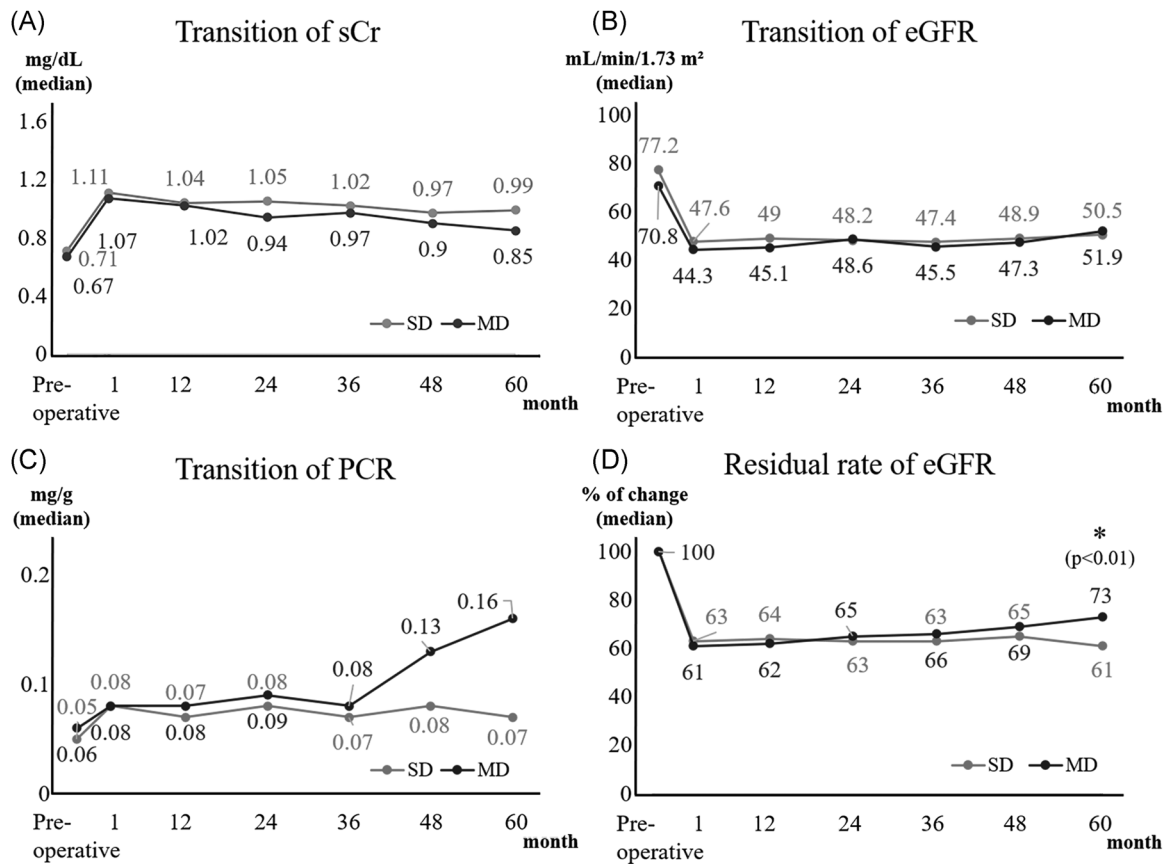 (A)
Transition of sCr
mg/dL
(median)
1.6
1.2
0.8
0.4
0
1.11
1.04
1.05
1.02
0.97
0.99
0.71
0.67
1.07
1.02
0.94
0.97
0.9
0.85
SD
MD
Pre-
operative
1
12
24
36
48
60
month
(B)
Transition of eGFR
mL/min/1.73 m²
(median)
100
80
60
40
20
0
77.2
47.6
49
48.2
47.4
48.9
50.5
70.8
44.3
45.1
48.6
45.5
47.3
51.9
SD
MD
Pre-
operative
1
12
24
36
48
60
month
(C)
Transition of PCR
mg/g
(median)
0.2
0.1
0
0.05
0.08
0.07
0.08
0.08
0.13
0.16
0.06
0.08
0.08
0.09
0.07
0.08
0.07
SD
MD
Pre-
operative
1
12
24
36
48
60
month
(D)
Residual rate of eGFR
% of change
(median)
100
80
60
40
20
0
100
*
(p<0.01)
63
64
65
63
65
73
61
62
63
66
69
61
SD
MD
Pre-
operative
1
12
24
36
48
60
month